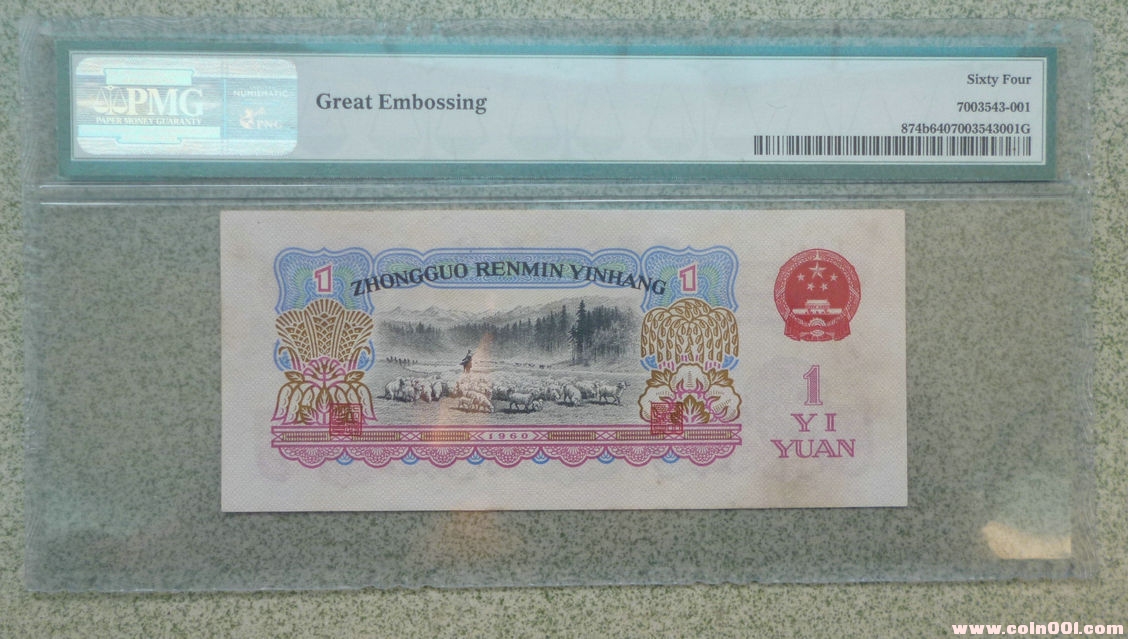 PMG
PAPER MONEY GUARANTY
NUMISMATIC
PNG
Great Embossing
Sixty Four
7003543-001
874b6407003543001G
1
ZHONGGUO RENMIN YINHANG
1
1960
1
YI
YUAN
www.coin001.com